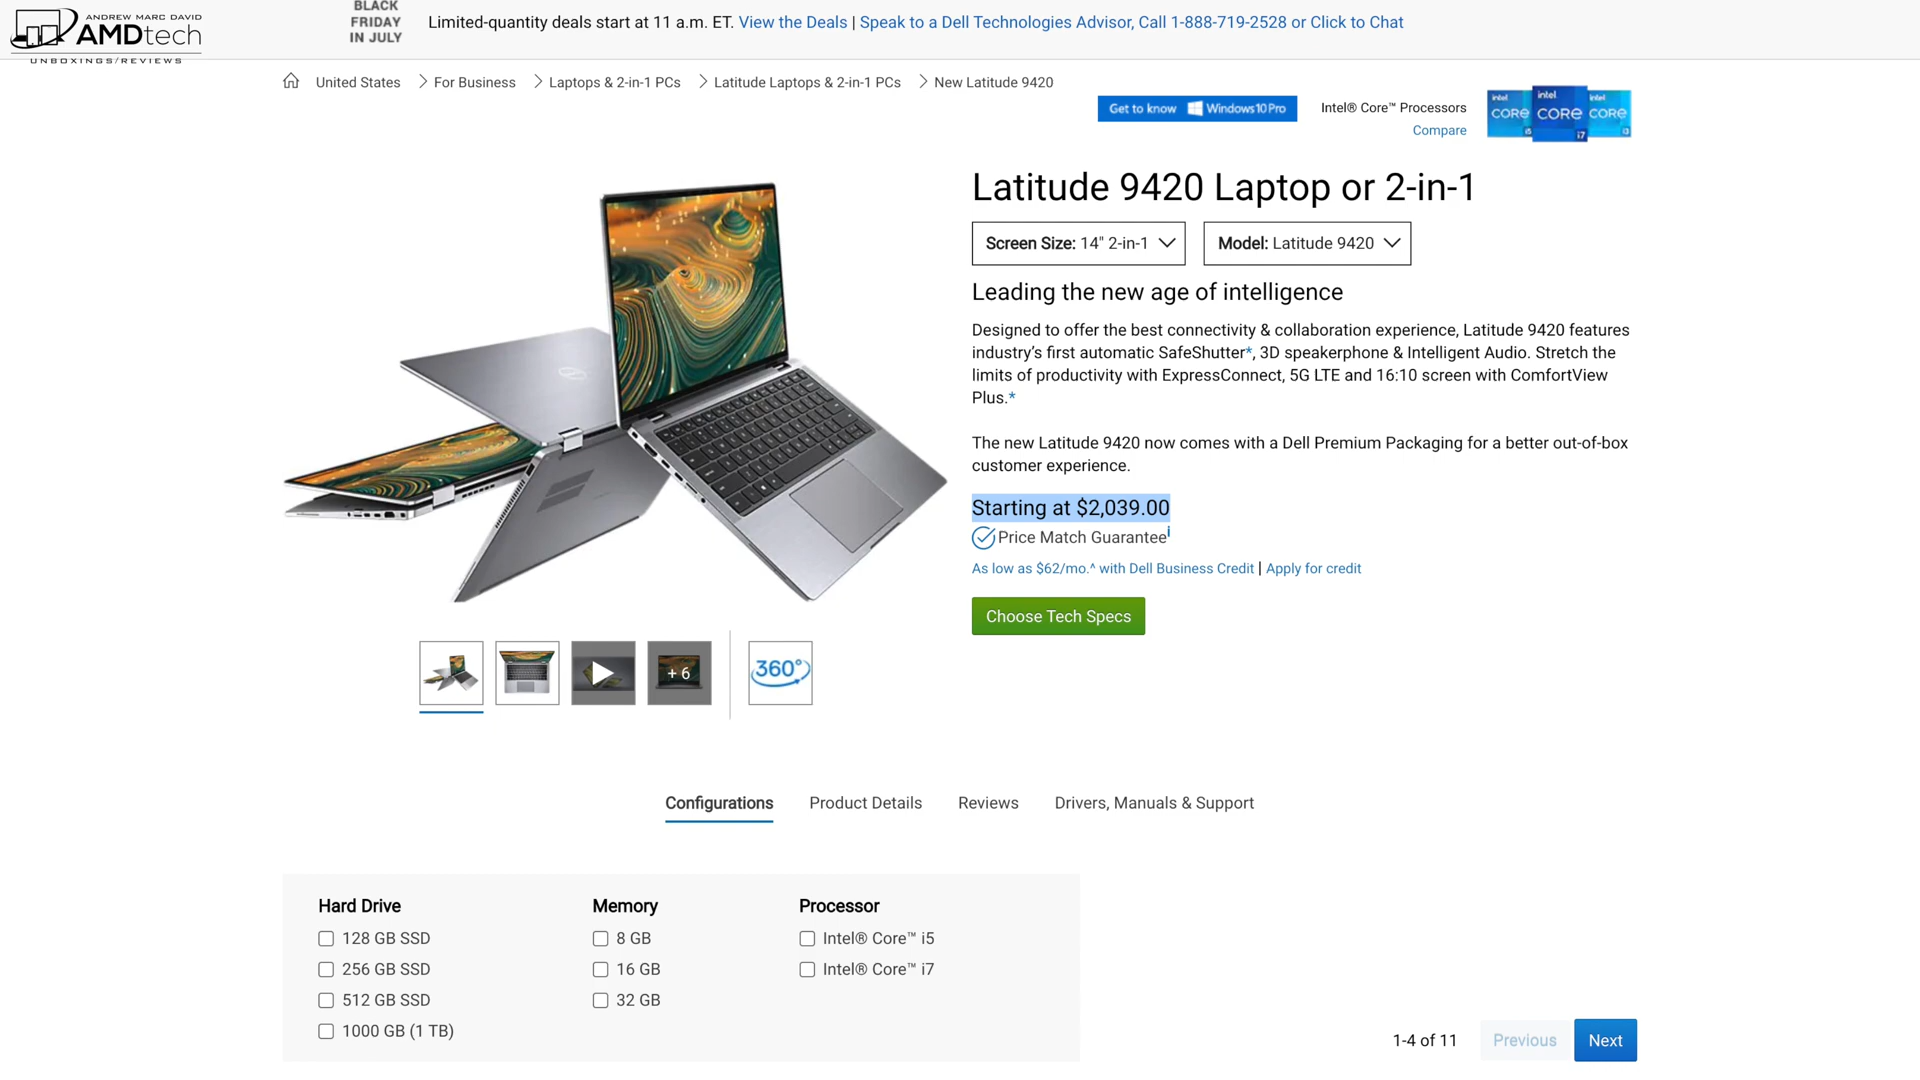 ANDREW MARC DAVID
AMDtech
UNBOXINGS/REVIEWS
BLACK
FRIDAY
IN JULY
Limited-quantity deals start at 11 a.m. ET. View the Deals | Speak to a Dell Technologies Advisor, Call 1-888-719-2528 or Click to Chat
United States
For Business
Laptops & 2-in-1 PCs
Latitude Laptops & 2-in-1 PCs
New Latitude 9420
Get to know Windows10 Pro
Intel® Core™ Processors
Compare
intel CORE i5
intel CORE i7
intel CORE i3
Latitude 9420 Laptop or 2-in-1
Screen Size: 14" 2-in-1
Model: Latitude 9420
Leading the new age of intelligence
Designed to offer the best connectivity & collaboration experience, Latitude 9420 features
industry’s first automatic SafeShutter*, 3D speakerphone & Intelligent Audio. Stretch the
limits of productivity with ExpressConnect, 5G LTE and 16:10 screen with ComfortView
Plus.*
The new Latitude 9420 now comes with a Dell Premium Packaging for a better out-of-box
customer experience.
Starting at $2,039.00
Price Match Guarantee i
As low as $62/mo.^ with Dell Business Credit | Apply for credit
Choose Tech Specs
+ 6
360°
Configurations
Product Details
Reviews
Drivers, Manuals & Support
Hard Drive
128 GB SSD
256 GB SSD
512 GB SSD
1000 GB (1 TB)
Memory
8 GB
16 GB
32 GB
Processor
Intel® Core™ i5
Intel® Core™ i7
1-4 of 11
Previous
Next